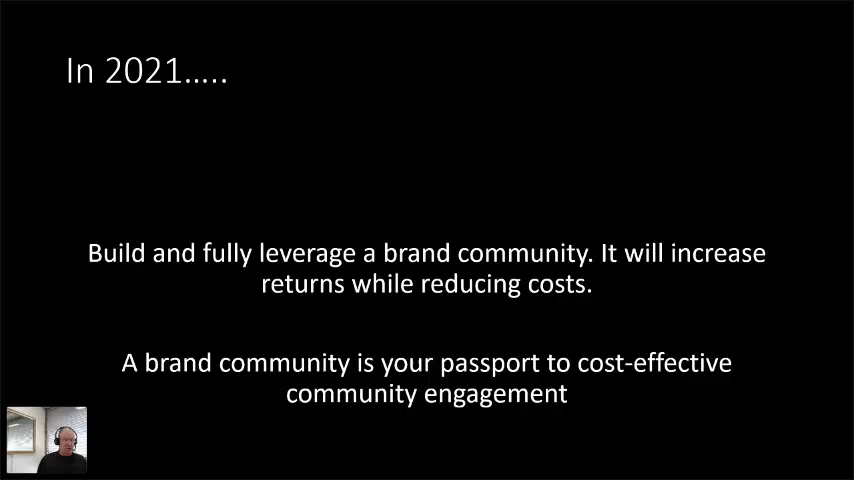 In 2021.....
Build and fully leverage a brand community. It will increase
returns while reducing costs.
A brand community is your passport to cost-effective
community engagement